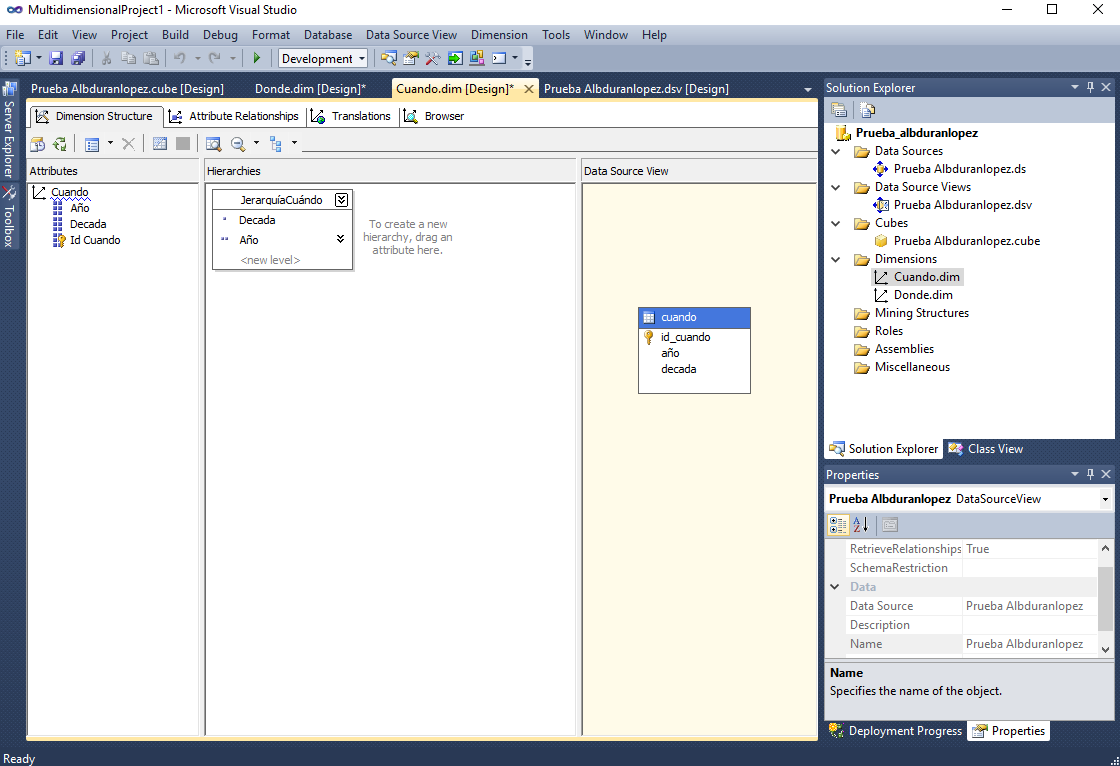 MultidimensionalProject1 - Microsoft Visual Studio
File Edit View Project Build Debug Format Database Data Source View Dimension Tools Window Help
Development
Server Explorer
Toolbox
Prueba Albduranlopez.cube [Design] Donde.dim [Design]* Cuando.dim [Design]* Prueba Albduranlopez.dsv [Design]
Dimension Structure Attribute Relationships Translations Browser
Attributes
Cuando
Año
Decada
Id Cuando
Hierarchies
JerarquíaCuándo
Decada
Año
<new level>
To create a new
hierarchy, drag an
attribute here.
Data Source View
cuando
id_cuando
año
decada
Solution Explorer
Prueba_albduranlopez
Data Sources
Prueba Albduranlopez.ds
Data Source Views
Prueba Albduranlopez.dsv
Cubes
Prueba Albduranlopez.cube
Dimensions
Cuando.dim
Donde.dim
Mining Structures
Roles
Assemblies
Miscellaneous
Solution Explorer Class View
Properties
Prueba Albduranlopez DataSourceView
RetrieveRelationships True
SchemaRestriction
Data
Data Source Prueba Albduranlopez
Description
Name Prueba Albduranlopez
Name
Specifies the name of the object.
Deployment Progress Properties
Ready